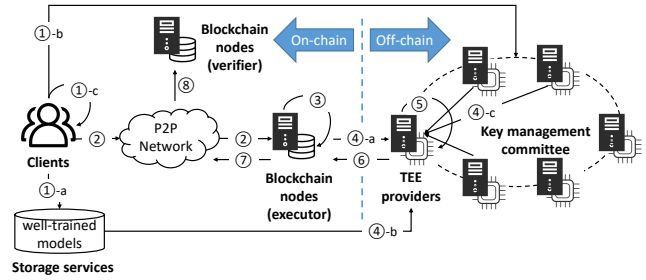 ①-b
Blockchain
nodes
(verifier)
On-chain
Off-chain
①-c
⑧
③
⑤
④-c
②
P2P
Network
②
④-a
Key management
committee
Clients
⑦
⑥
①-a
Blockchain
nodes
(executor)
TEE
providers
well-trained
models
④-b
Storage services